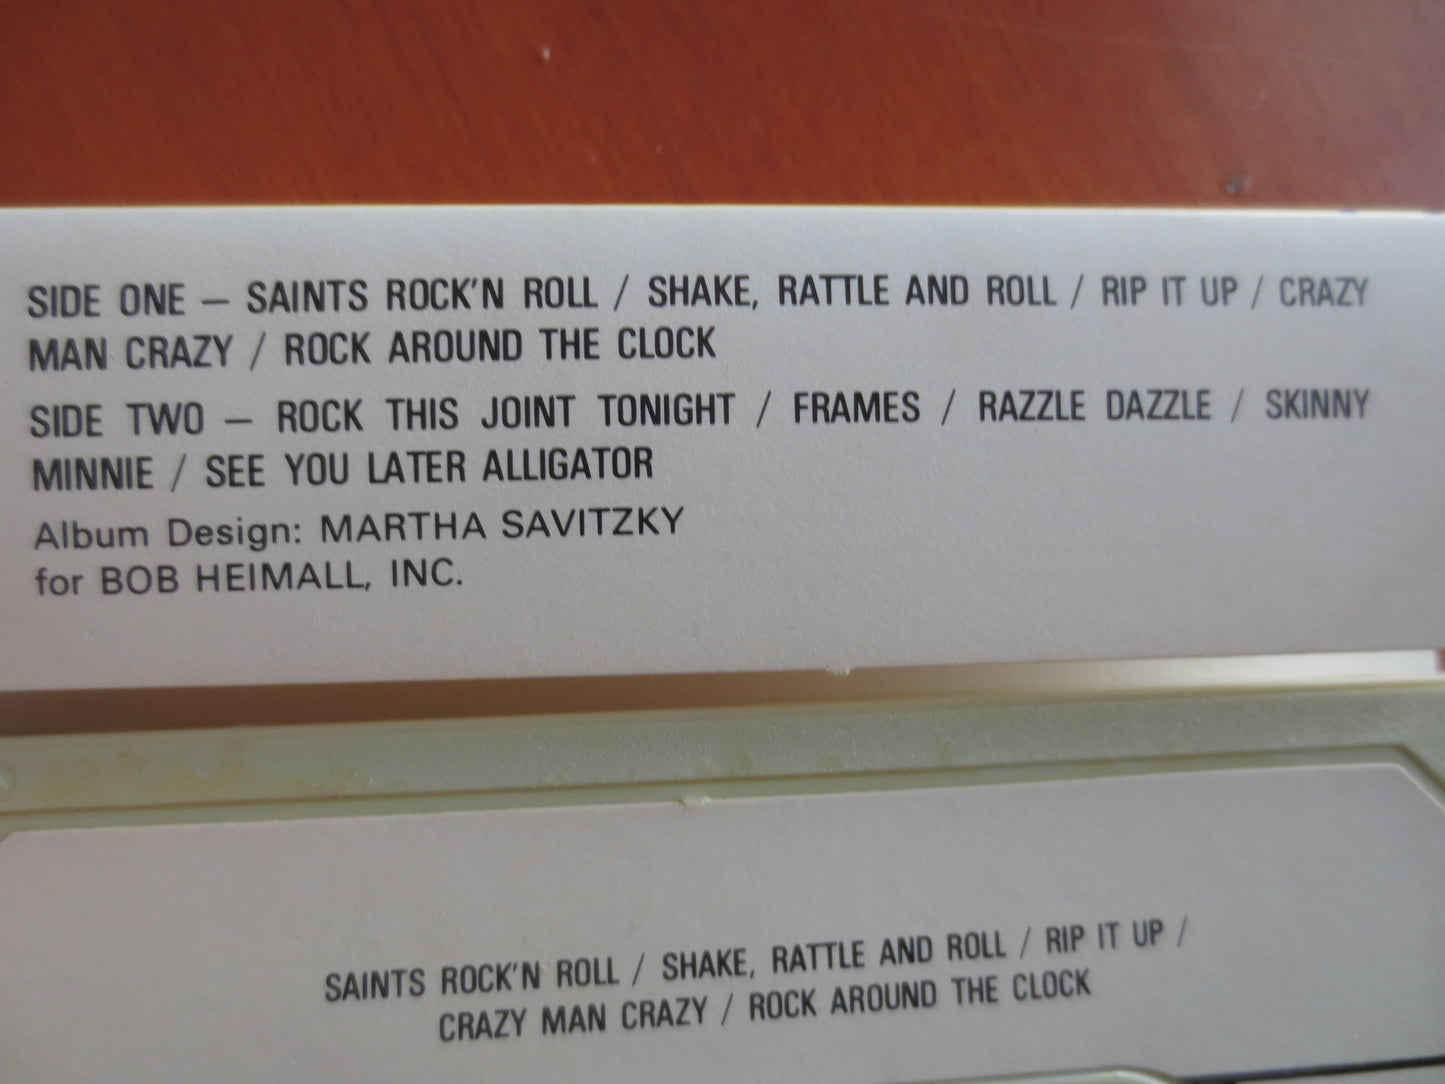 SIDE ONE — SAINTS ROCK'N ROLL / SHAKE, RATTLE AND ROLL / RIP IT UP / CRAZY
MAN CRAZY / ROCK AROUND THE CLOCK
SIDE TWO — ROCK THIS JOINT TONIGHT / FRAMES / RAZZLE DAZZLE / SKINNY
MINNIE / SEE YOU LATER ALLIGATOR
Album Design: MARTHA SAVITZKY
for BOB HEIMALL, INC.
SAINTS ROCK'N ROLL / SHAKE, RATTLE AND ROLL / RIP IT UP /
CRAZY MAN CRAZY / ROCK AROUND THE CLOCK